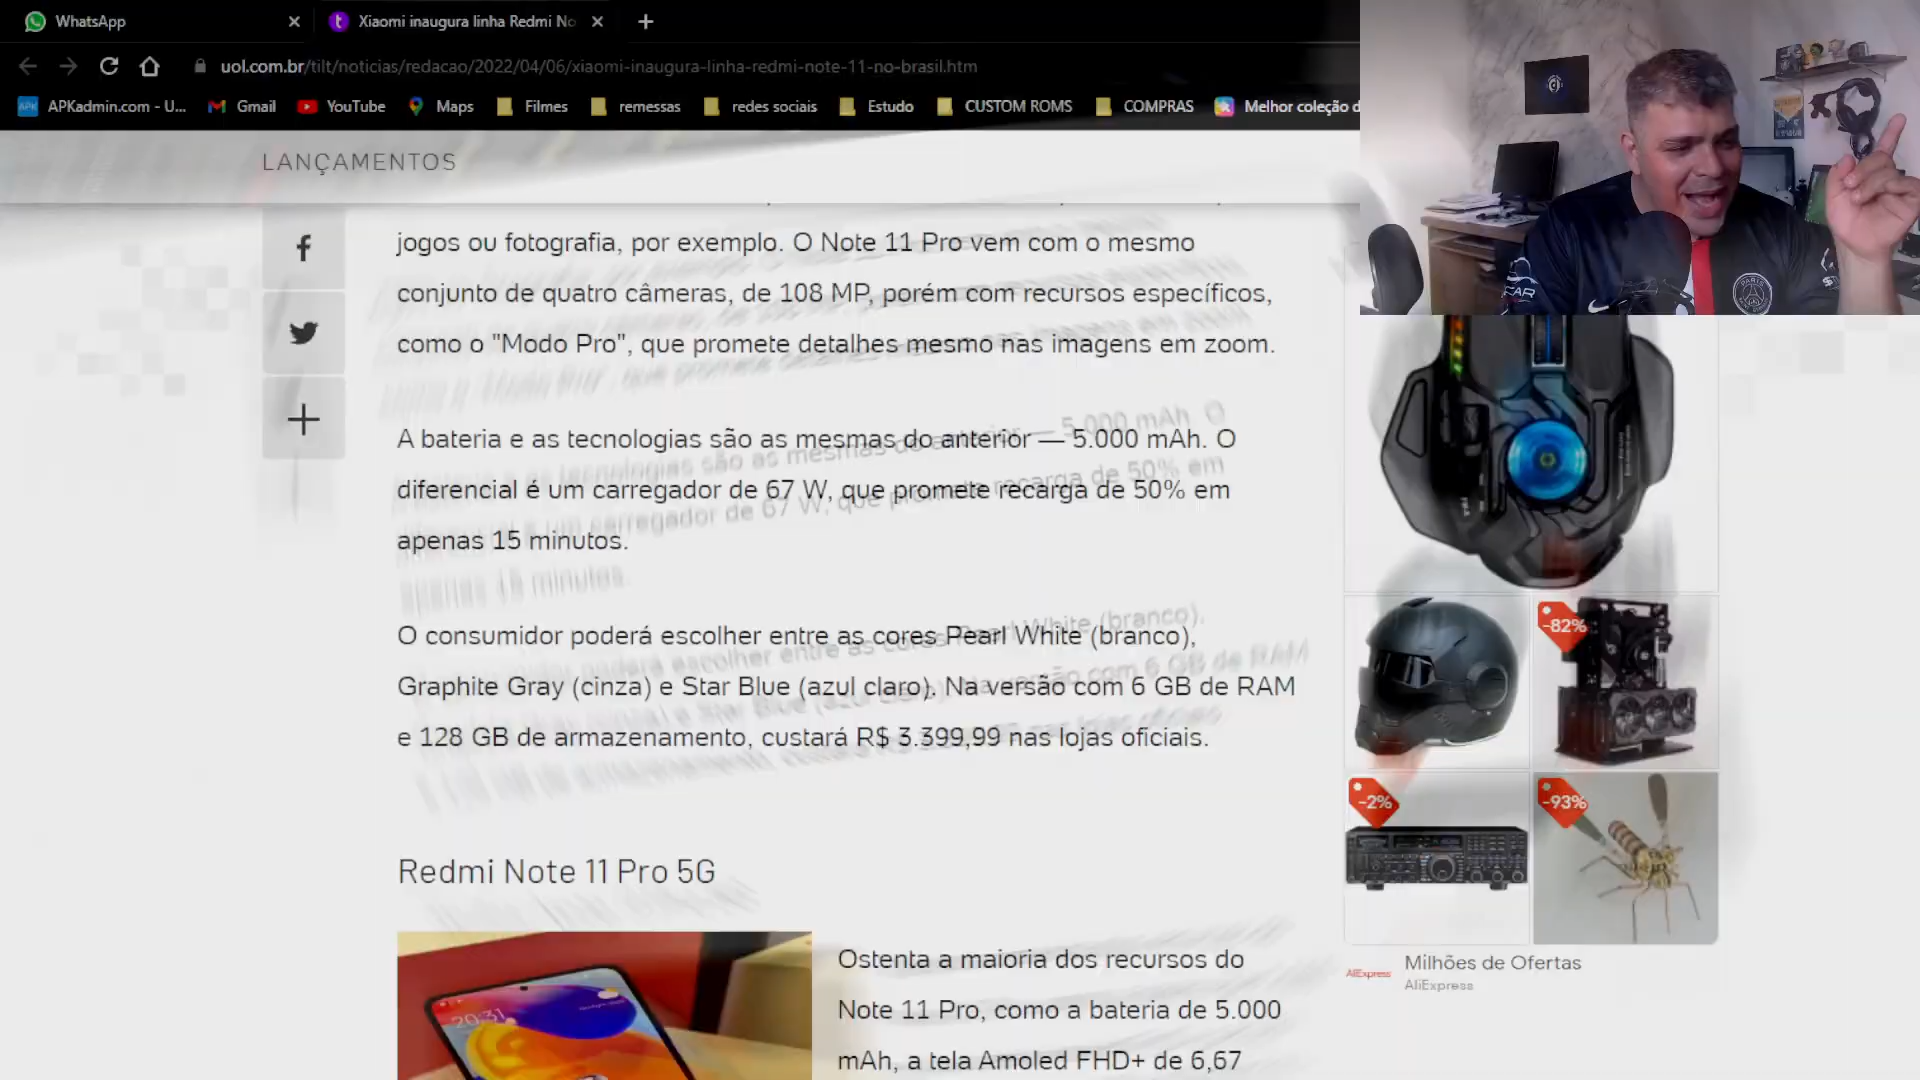 WhatsApp
Xiaomi inaugura linha Redmi No
uol.com.br/tilt/noticias/redacao/2022/04/06/xiaomi-inaugura-linha-redmi-note-11-no-brasil.htm
APKadmin.com - U...
Gmail
YouTube
Maps
Filmes
remessas
redes sociais
Estudo
CUSTOM ROMS
COMPRAS
Melhor coleção d
LANÇAMENTOS
jogos ou fotografia, por exemplo. O Note 11 Pro vem com o mesmo
conjunto de quatro câmeras, de 108 MP, porém com recursos específicos,
como o "Modo Pro", que promete detalhes mesmo nas imagens em zoom.
A bateria e as tecnologias são as mesmas do anterior — 5.000 mAh. O
diferencial é um carregador de 67 W, que promete recarga de 50% em
apenas 15 minutos.
O consumidor poderá escolher entre as cores Pearl White (branco),
Graphite Gray (cinza) e Star Blue (azul claro). Na versão com 6 GB de RAM
e 128 GB de armazenamento, custará R$ 3.399,99 nas lojas oficiais.
Redmi Note 11 Pro 5G
20:31
Ostenta a maioria dos recursos do
Note 11 Pro, como a bateria de 5.000
mAh, a tela Amoled FHD+ de 6,67
-82%
-2%
-93%
AliExpress
Milhões de Ofertas
AliExpress
PARIS